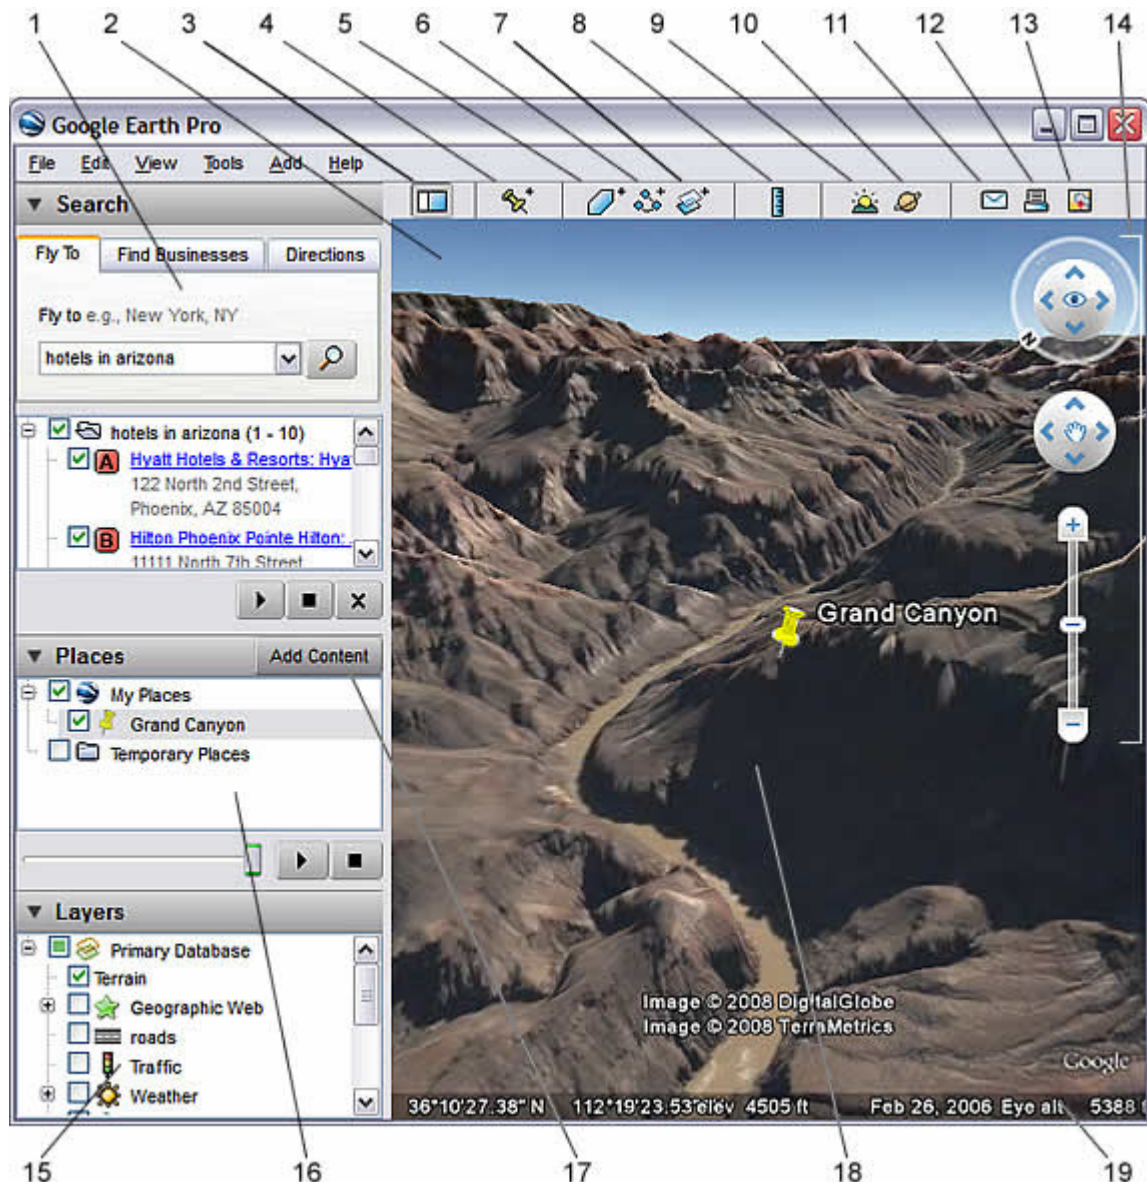 1 2 3 4 5 6 7 8 9 10 11 12 13 14
Google Earth Pro
File Edit View Tools Add Help
Search
Fly To Find Businesses Directions
Fly to e.g., New York, NY
hotels in arizona
hotels in arizona (1 - 10)
A Hyatt Hotels & Resorts: Hya
122 North 2nd Street,
Phoenix, AZ 85004
B Hilton Phoenix Pointe Hilton: ..
11111 North 7th Street
Places Add Content
My Places
Grand Canyon
Temporary Places
Layers
Primary Database
Terrain
Geographic Web
roads
Traffic
Weather
N
Grand Canyon
Image © 2008 DigitalGlobe
Image © 2008 TerraMetrics
Google
36°10'27.38" N 112°19'23.53" elev 4505 ft Feb 26, 2006 Eye alt 5388 f
15 16 17 18 19